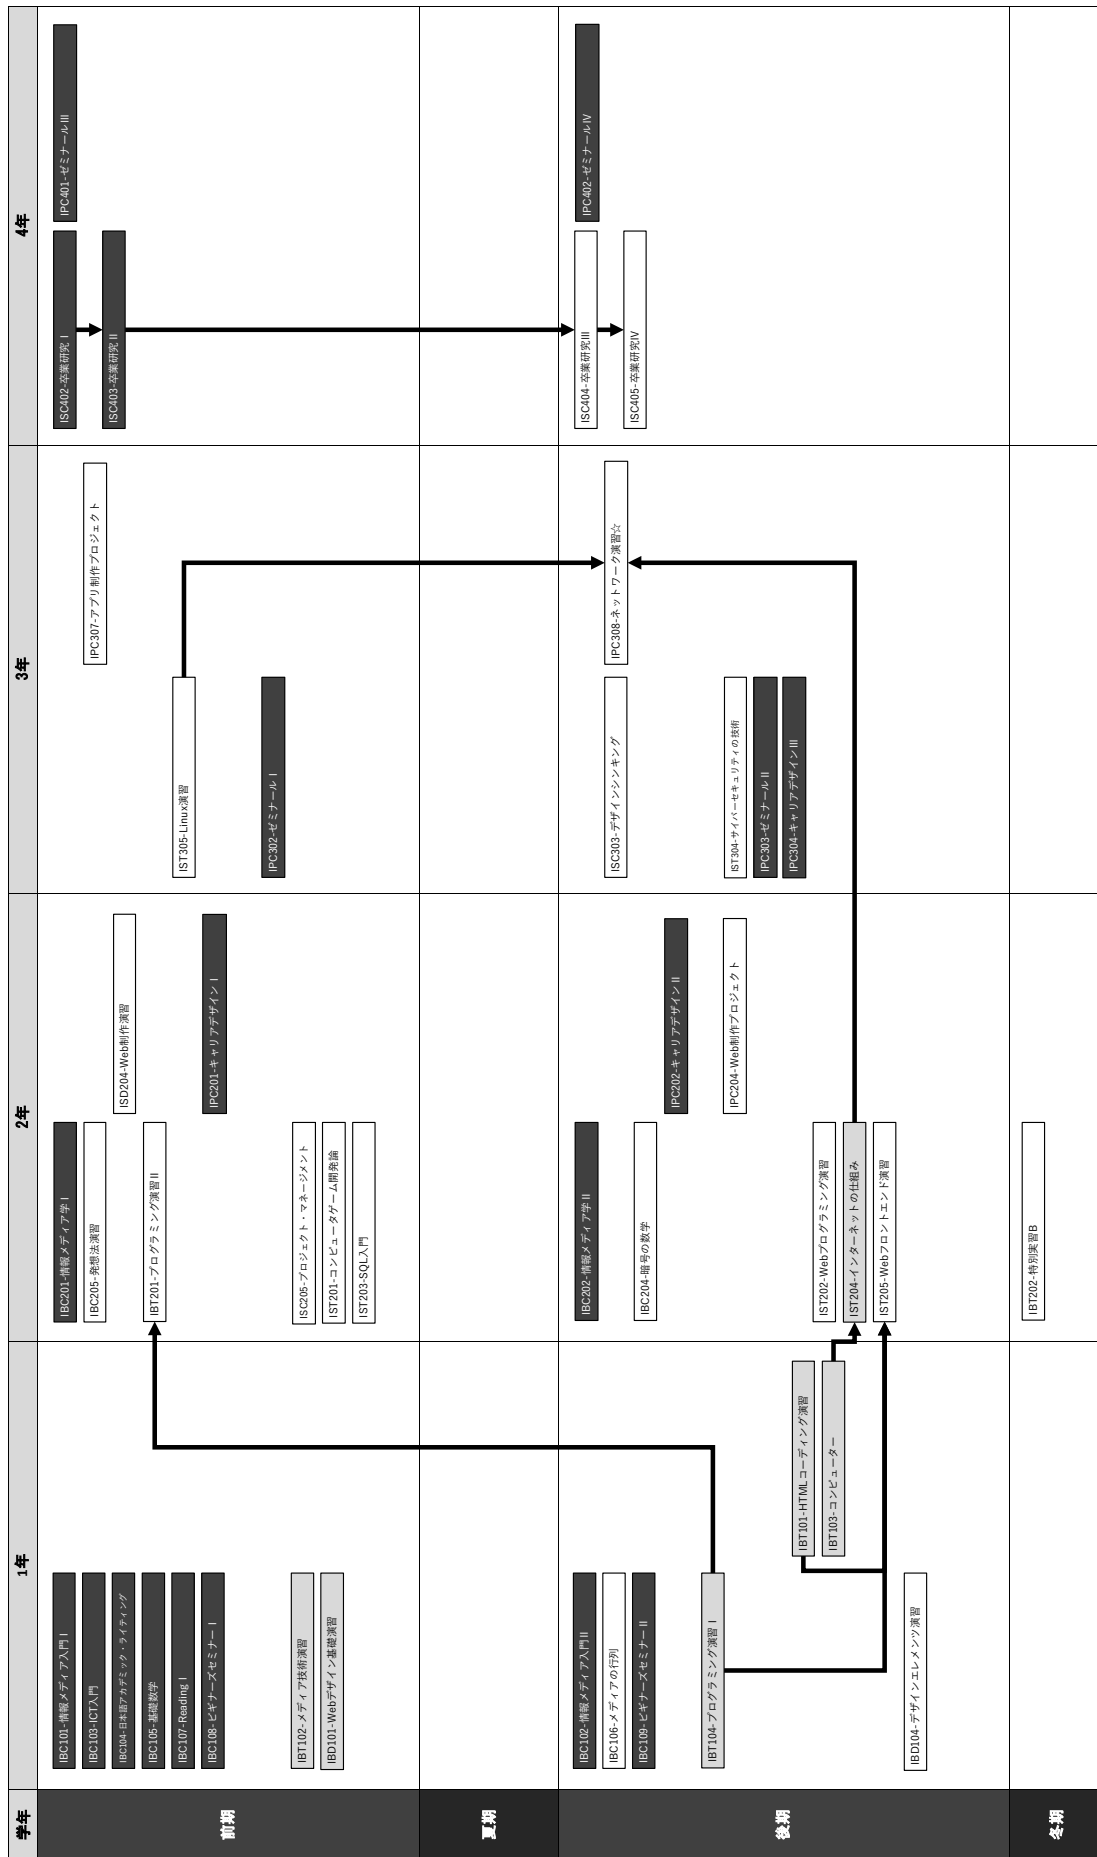 学年
1年
2年
3年
4年
前期
IBC101-情報メディア入門 I
IBC103-ICT入門
IBC104-日本語アカデミック・ライティング
IBC105-基礎数学
IBC107-Reading I
IBC108-ビギナーズセミナー I
IBT102-メディア技術演習
IBD101-Webデザイン基礎演習
IBC201-情報メディア学 I
IBC205-発想法演習
IBT201-プログラミング演習 II
ISC205-プロジェクト・マネージメント
IST201-コンピュータゲーム開発論
IST203-SQL入門
ISD204-Web制作演習
IPC201-キャリアデザイン I
IST305-Linux演習
IPC302-ゼミナール I
IPC307-アプリ制作プロジェクト
ISC402-卒業研究 I
ISC403-卒業研究 II
IPC401-ゼミナールIII
夏期
後期
IBC102-情報メディア入門 II
IBC106-メディアの行列
IBC109-ビギナーズセミナー II
IBT104-プログラミング演習 I
IBD104-デザインエレメンツ演習
IBT101-HTMLコーディング演習
IBT103-コンピューター
IBC202-情報メディア学 II
IBC204-暗号の数学
IST202-Webプログラミング演習
IST204-インターネットの仕組み
IST205-Webフロントエンド演習
IPC202-キャリアデザイン II
IPC204-Web制作プロジェクト
ISC303-デザインシンキング
IST304-サイバーセキュリティの技術
IPC303-ゼミナール II
IPC304-キャリアデザイン III
IPC308-ネットワーク演習☆
ISC404-卒業研究III
ISC405-卒業研究IV
IPC402-ゼミナールIV
冬期
IBT202-特別実習B